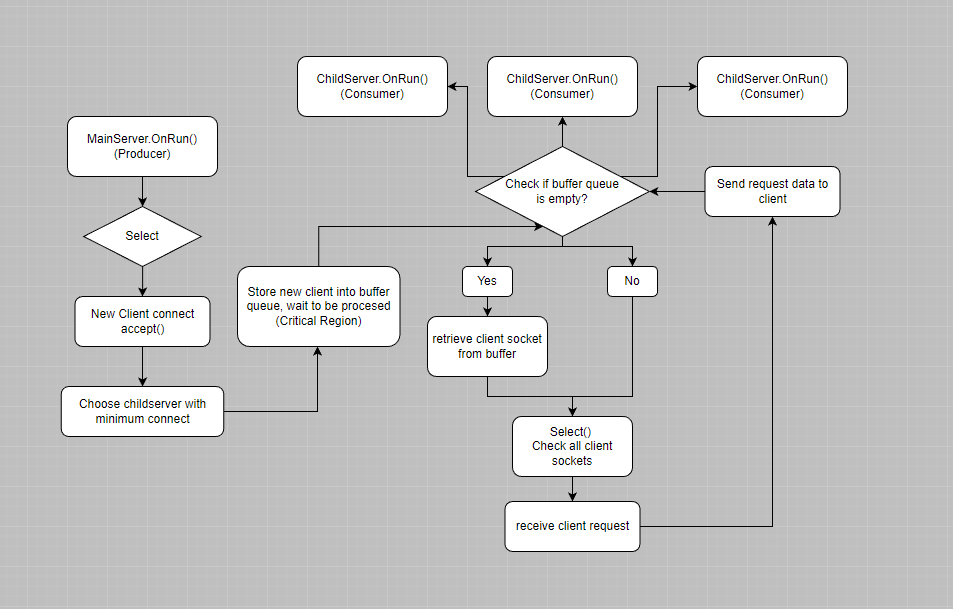 ChildServer.OnRun()
(Consumer)
ChildServer.OnRun()
(Consumer)
ChildServer.OnRun()
(Consumer)
MainServer.OnRun()
(Producer)
Select
New Client connect
accept()
Choose childserver with
minimum connect
Store new client into buffer
queue, wait to be procesed
(Critical Region)
Check if buffer queue
is empty?
Send request data to
client
Yes
No
retrieve client socket
from buffer
Select()
Check all client
sockets
receive client request